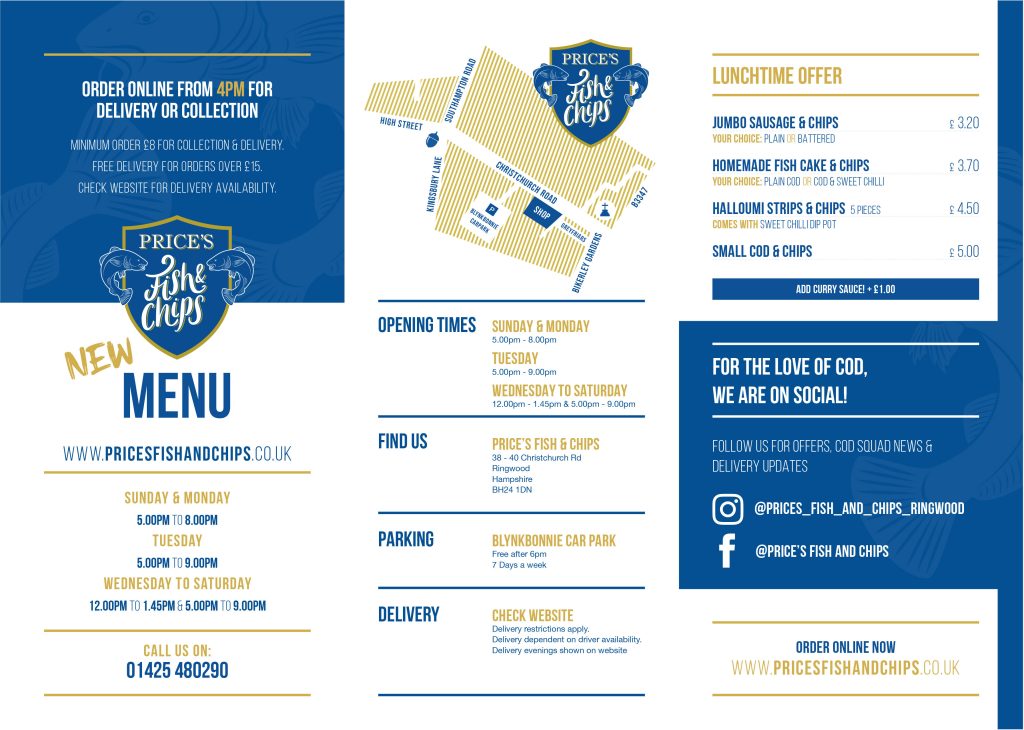 ORDER ONLINE FROM 4PM FOR
DELIVERY OR COLLECTION
MINIMUM ORDER £8 FOR COLLECTION & DELIVERY.
FREE DELIVERY FOR ORDERS OVER £15.
CHECK WEBSITE FOR DELIVERY AVAILABILITY.
PRICE'S
Fish &
Chips
NEW
MENU
WWW.PRICESFISHANDCHIPS.CO.UK
SUNDAY & MONDAY
5.00PM TO 8.00PM
TUESDAY
5.00PM TO 9.00PM
WEDNESDAY TO SATURDAY
12.00PM TO 1.45PM & 5.00PM TO 9.00PM
CALL US ON:
01425 480290
PRICE'S
Fish &
Chips
SOUTHAMPTON ROAD
HIGH STREET
KINGSBURY LANE
CHRISTCHURCH ROAD
B3347
P
BLYNKBONNIE
CARPARK
SHOP
GREYFRIARS
BIKERLEY GARDENS
OPENING TIMES
SUNDAY & MONDAY
5.00pm - 8.00pm
TUESDAY
5.00pm - 9.00pm
WEDNESDAY TO SATURDAY
12.00pm - 1.45pm & 5.00pm - 9.00pm
FIND US
PRICE'S FISH & CHIPS
38 - 40 Christchurch Rd
Ringwood
Hampshire
BH24 1DN
PARKING
BLYNKBONNIE CAR PARK
Free after 6pm
7 Days a week
DELIVERY
CHECK WEBSITE
Delivery restrictions apply.
Delivery dependent on driver availability.
Delivery evenings shown on website
LUNCHTIME OFFER
JUMBO SAUSAGE & CHIPS £ 3.20
YOUR CHOICE: PLAIN OR BATTERED
HOMEMADE FISH CAKE & CHIPS £ 3.70
YOUR CHOICE: PLAIN COD OR COD & SWEET CHILLI
HALLOUMI STRIPS & CHIPS 5 PIECES £ 4.50
COMES WITH SWEET CHILLI DIP POT
SMALL COD & CHIPS £ 5.00
ADD CURRY SAUCE! + £1.00
FOR THE LOVE OF COD,
WE ARE ON SOCIAL!
FOLLOW US FOR OFFERS, COD SQUAD NEWS &
DELIVERY UPDATES
@PRICES_FISH_AND_CHIPS_RINGWOOD
@PRICE'S FISH AND CHIPS
ORDER ONLINE NOW
WWW.PRICESFISHANDCHIPS.CO.UK